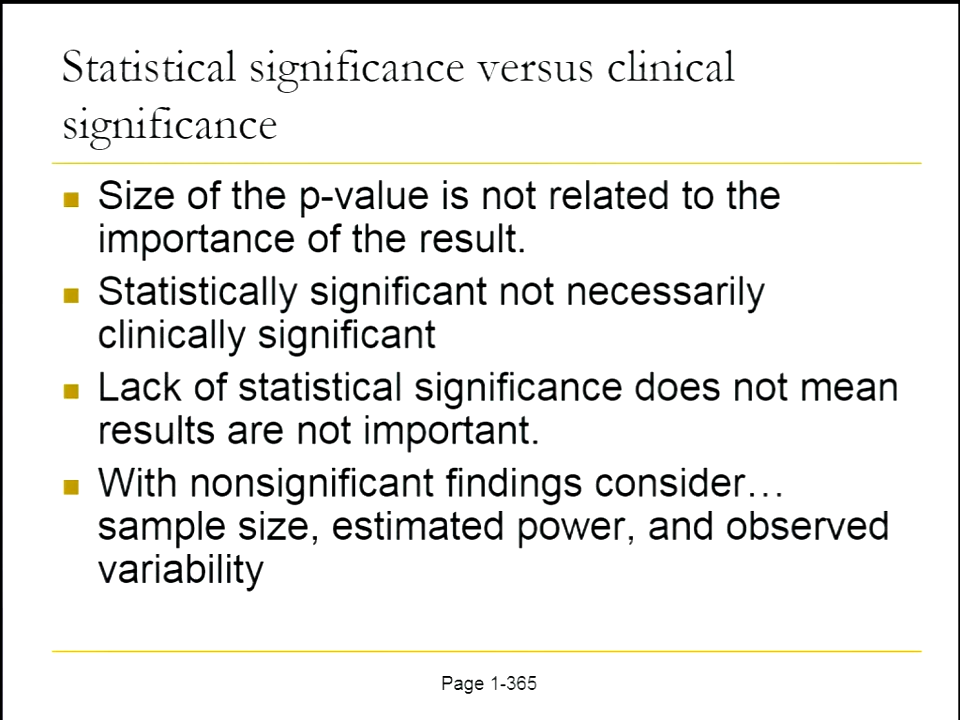 Statistical significance versus clinical
significance
Size of the p-value is not related to the
importance of the result.
Statistically significant not necessarily
clinically significant
Lack of statistical significance does not mean
results are not important.
With nonsignificant findings consider…
sample size, estimated power, and observed
variability
Page 1-365